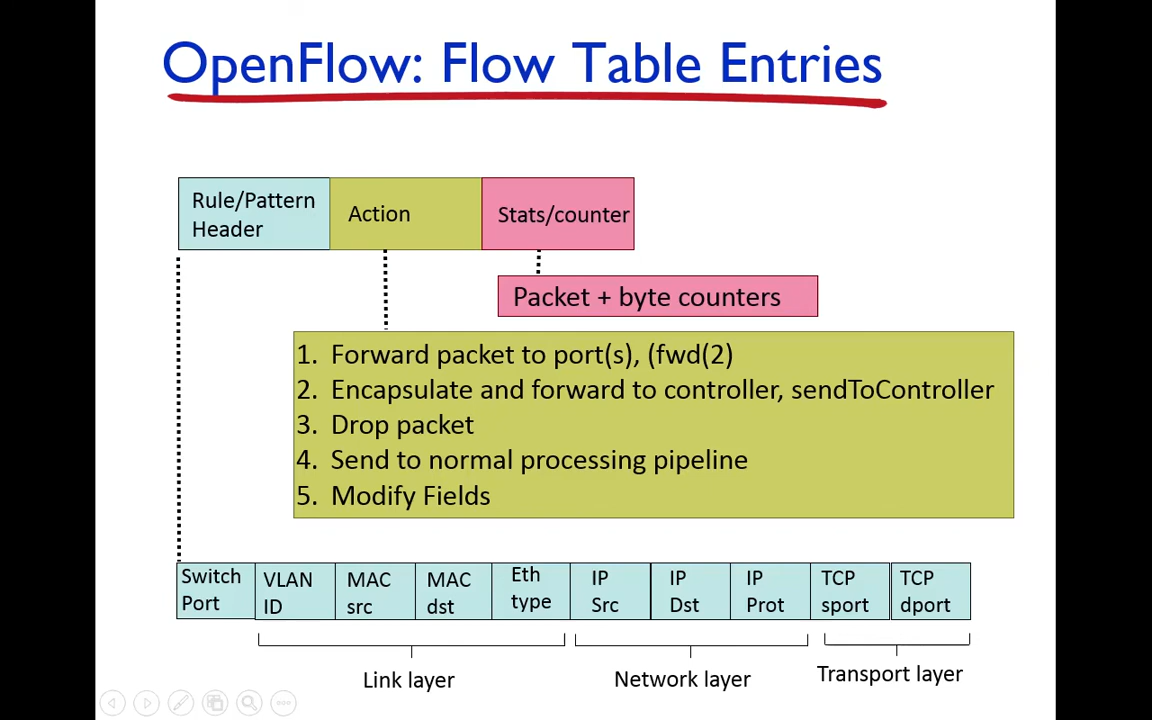 OpenFlow: Flow Table Entries
Rule/Pattern
Header
Action
Stats/counter
Packet + byte counters
1. Forward packet to port(s), (fwd(2)
2. Encapsulate and forward to controller, sendToController
3. Drop packet
4. Send to normal processing pipeline
5. Modify Fields
Switch
Port
VLAN
ID
MAC
src
MAC
dst
Eth
type
IP
Src
IP
Dst
IP
Prot
TCP
sport
TCP
dport
Link layer
Network layer
Transport layer